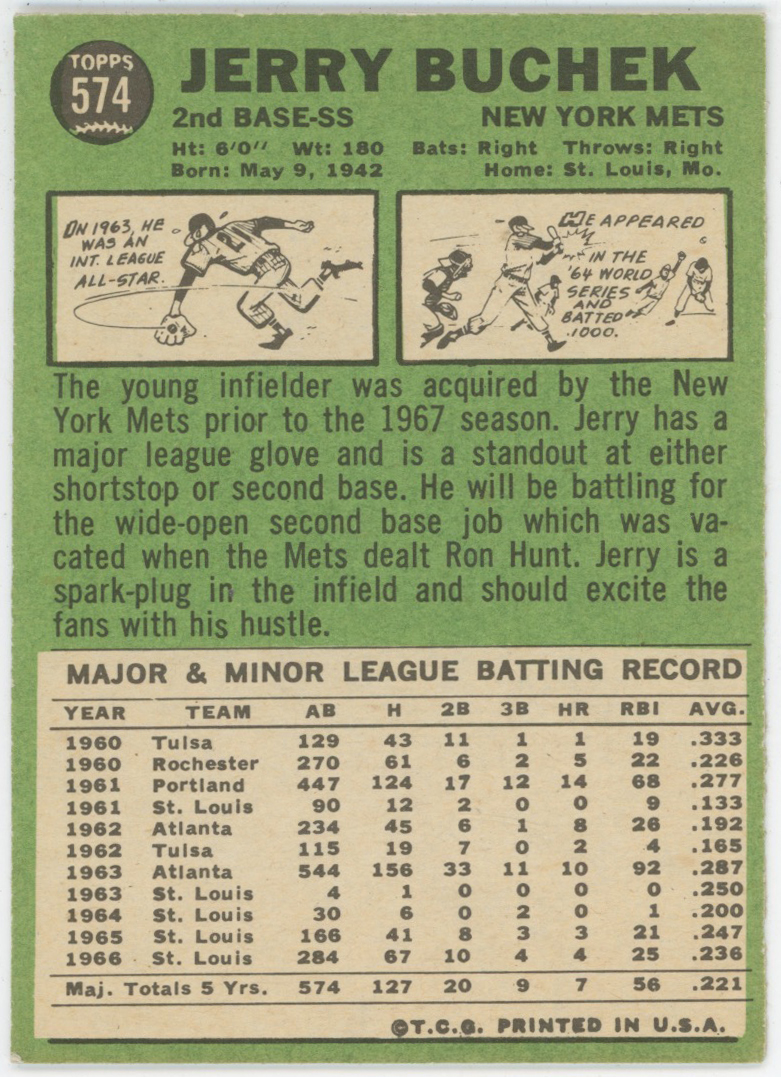 TOPPS
574
JERRY BUCHEK
2nd BASE-SS NEW YORK METS
Ht: 6'0'' Wt: 180 Bats: Right Throws: Right
Born: May 9, 1942 Home: St. Louis, Mo.
ON 1963, HE
WAS AN
INT. LEAGUE
ALL-STAR.
HE APPEARED
IN THE
'64 WORLD
SERIES
AND
BATTED
.1000.
The young infielder was acquired by the New
York Mets prior to the 1967 season. Jerry has a
major league glove and is a standout at either
shortstop or second base. He will be battling for
the wide-open second base job which was va-
cated when the Mets dealt Ron Hunt. Jerry is a
spark-plug in the infield and should excite the
fans with his hustle.
MAJOR & MINOR LEAGUE BATTING RECORD
YEAR TEAM AB H 2B 3B HR RBI AVG.
1960 Tulsa 129 43 11 1 1 19 .333
1960 Rochester 270 61 6 2 5 22 .226
1961 Portland 447 124 17 12 14 68 .277
1961 St. Louis 90 12 2 0 0 9 .133
1962 Atlanta 234 45 6 1 8 26 .192
1962 Tulsa 115 19 7 0 2 4 .165
1963 Atlanta 544 156 33 11 10 92 .287
1963 St. Louis 4 1 0 0 0 0 .250
1964 St. Louis 30 6 0 2 0 1 .200
1965 St. Louis 166 41 8 3 3 21 .247
1966 St. Louis 284 67 10 4 4 25 .236
Maj. Totals 5 Yrs. 574 127 20 9 7 56 .221
©T.C.G. PRINTED IN U.S.A.